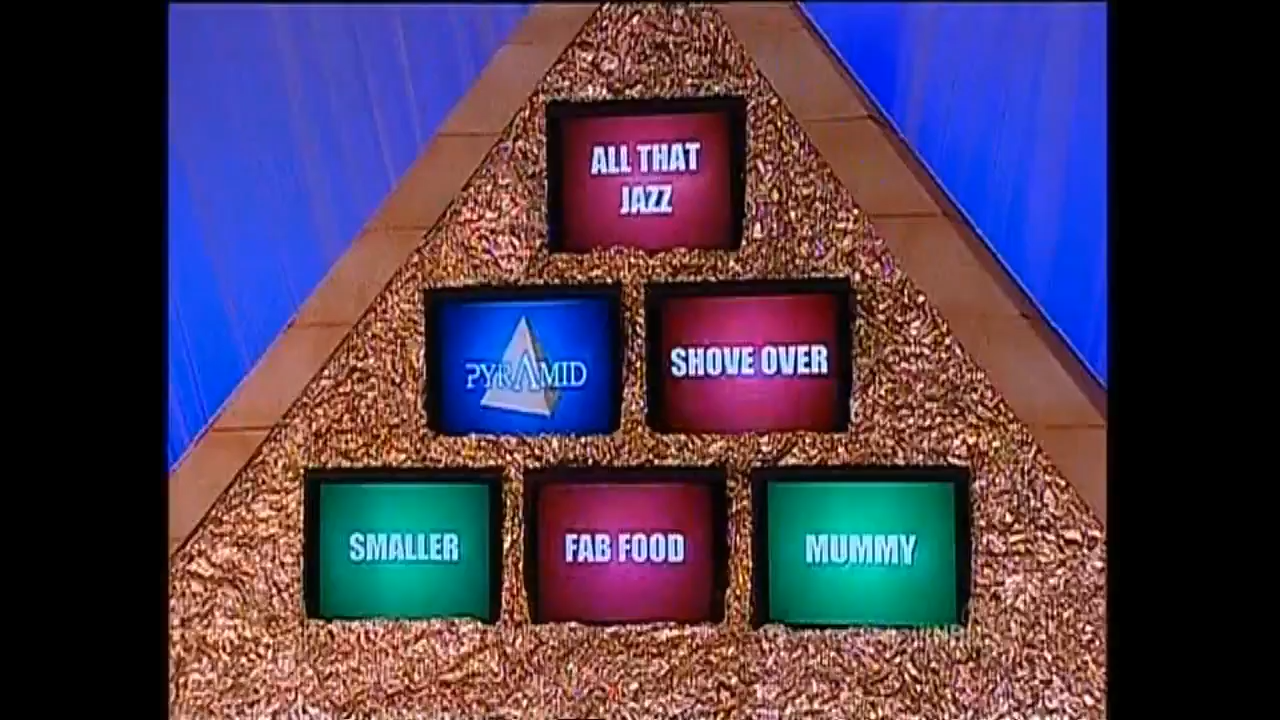 ALL THAT
JAZZ
PYRAMID
SHOVE OVER
SMALLER
FAB FOOD
MUMMY